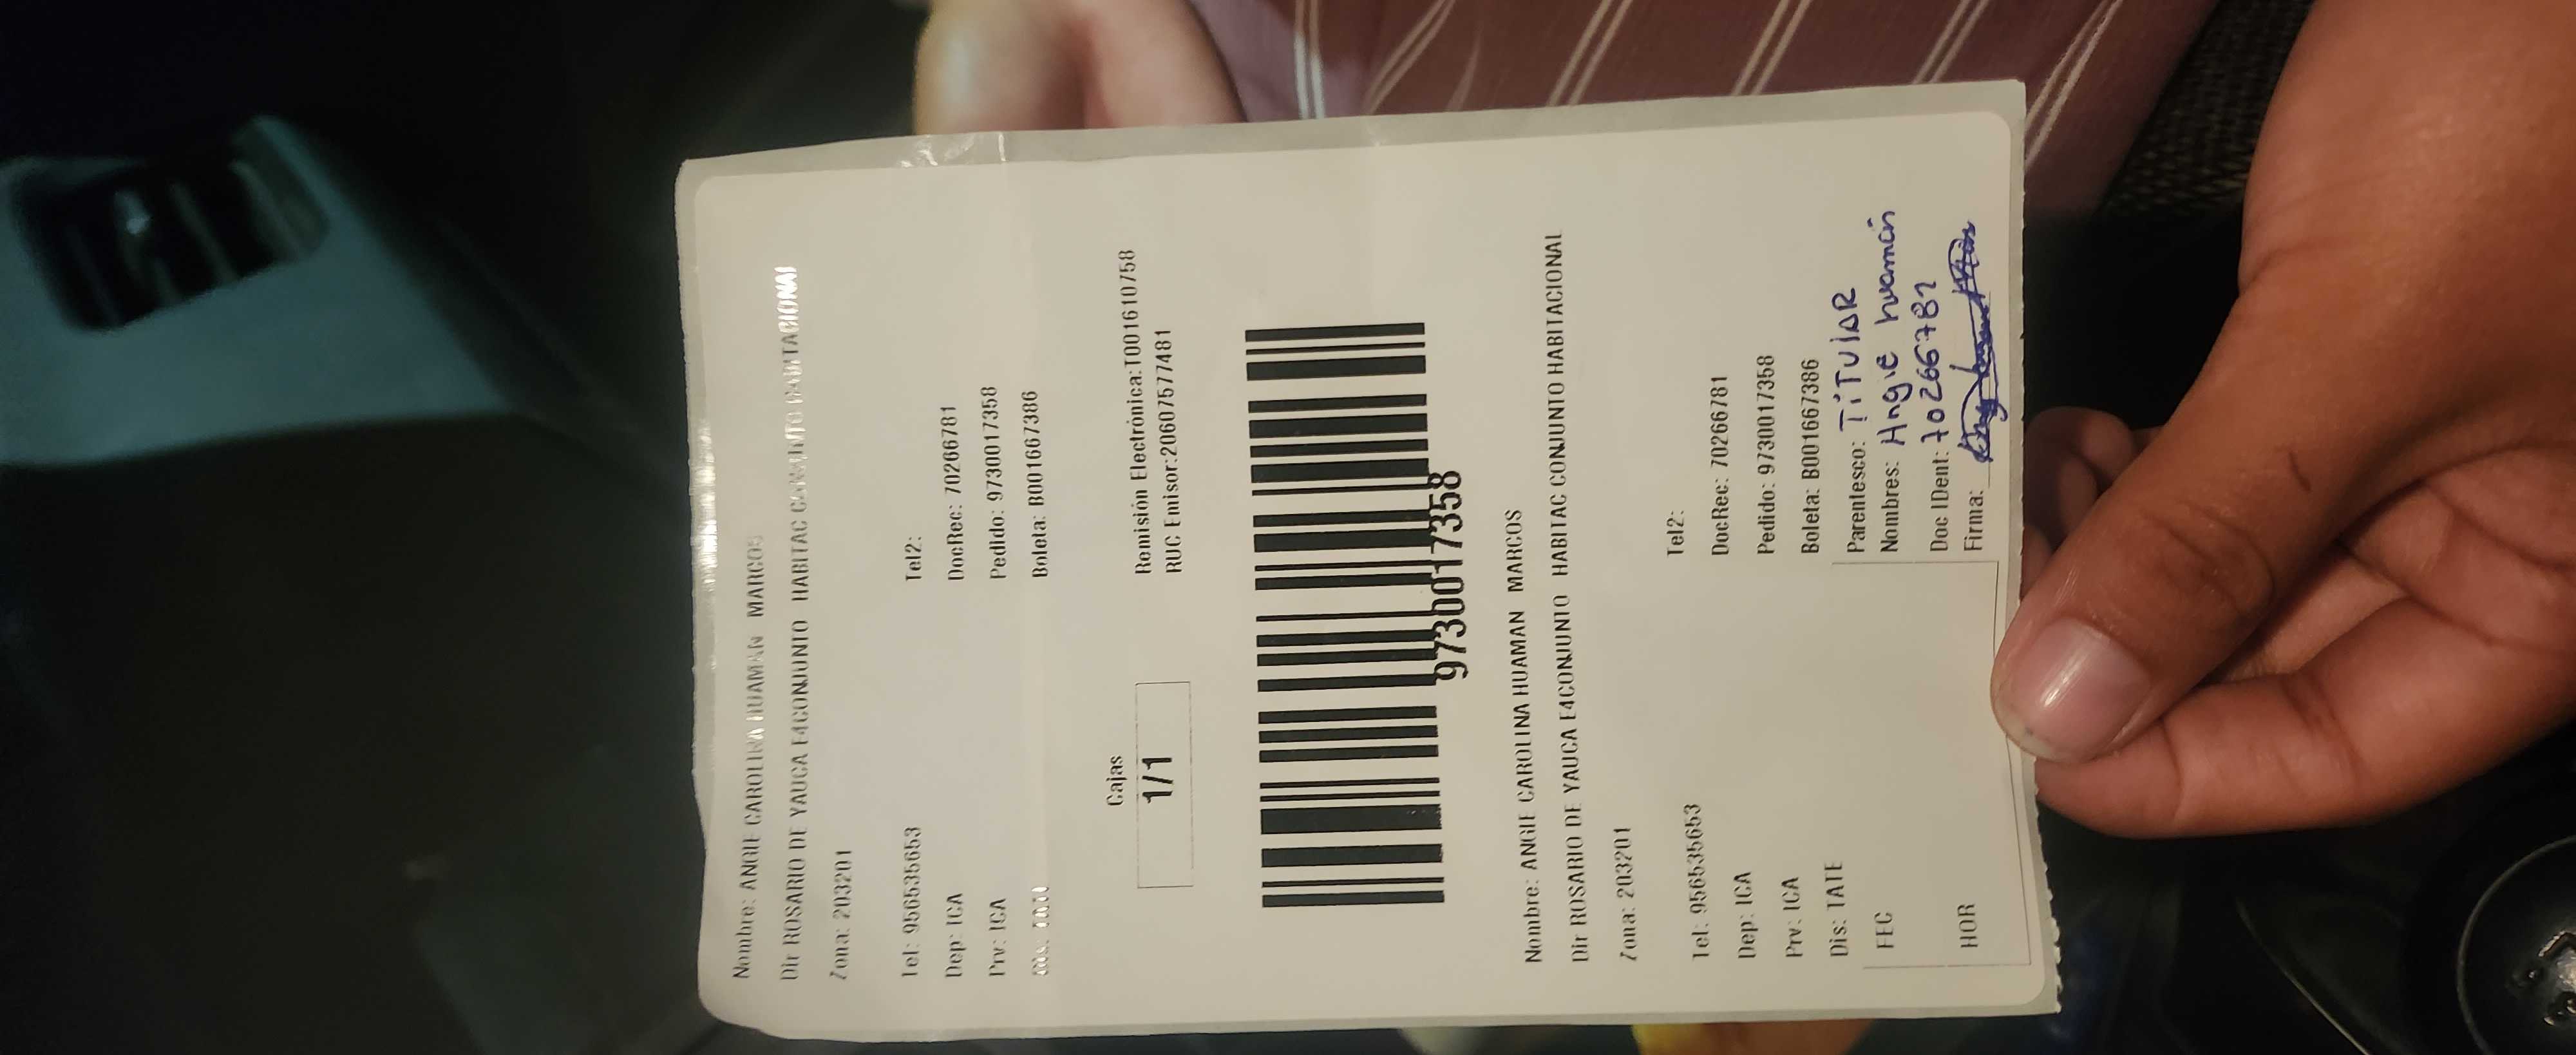 Nombre: ANGIE CAROLINA HUAMAN MARCOS
Dir ROSARIO DE YAUCA E4CONJUNTO HABITAC CONJUNTO HABITACIONAL
Zona: 203201
Tel: 956535653 Tel2:
Dep: ICA DocRec: 70266781
Prv: ICA Pedido: 973001735​8
Dis: TATE Boleta: B001667386
Cajas
1/1
Remisión Electrónica:T001610758
RUC Emisor:20607577481
9730017358
Nombre: ANGIE CAROLINA HUAMAN MARCOS
Dir ROSARIO DE YAUCA E4CONJUNTO HABITAC CONJUNTO HABITACIONAL
Zona: 203201
Tel: 956535653 Tel2:
Dep: ICA DocRec: 70266781
Prv: ICA Pedido: 9730017358
Dis: TATE Boleta: B001667386
FEC
HOR
Parentesco: TiTULAR
Nombres: Angie huamán
Doc IDent: 70266781
Firma: